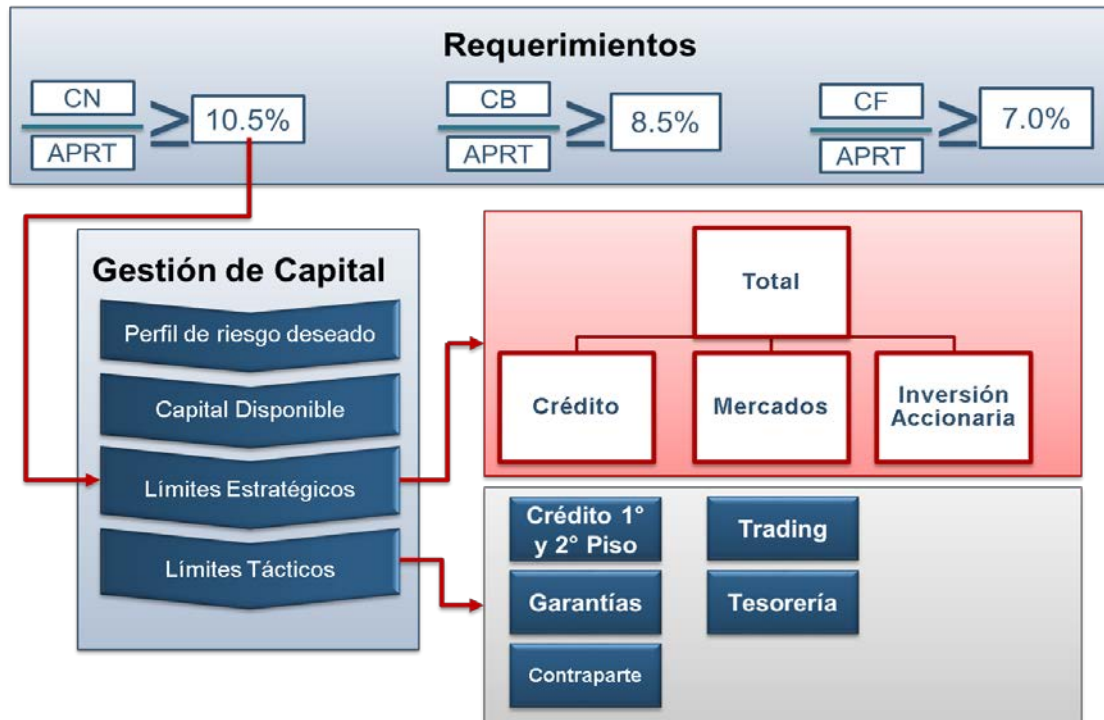 Requerimientos
CN
APRT
≥
10.5%
CB
APRT
≥
8.5%
CF
APRT
≥
7.0%
Gestión de Capital
Perfil de riesgo deseado
Capital Disponible
Límites Estratégicos
Límites Tácticos
Total
Crédito
Mercados
Inversión
Accionaria
Crédito 1°
y 2° Piso
Trading
Garantías
Tesorería
Contraparte